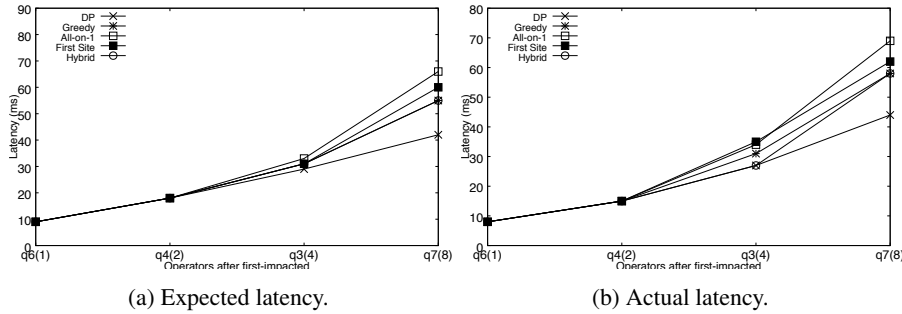 90
80
70
60
50
40
30
20
10
0
Latency (ms)
DP
Greedy
All-on-1
First Site
Hybrid
q6(1) q4(2) q3(4) q7(8)
Operators after first-impacted
(a) Expected latency.
80
70
60
50
40
30
20
10
0
Latency (ms)
DP
Greedy
All-on-1
First Site
Hybrid
q6(1) q4(2) q3(4) q7(8)
Operators after first-impacted
(b) Actual latency.